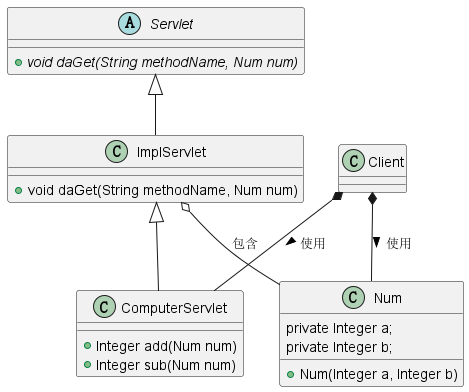 A Servlet
void daGet(String methodName, Num num)
C ImplServlet
void daGet(String methodName, Num num)
C Client
包含
使用
使用
C ComputerServlet
Integer add(Num num)
Integer sub(Num num)
C Num
private Integer a;
private Integer b;
Num(Integer a, Integer b)